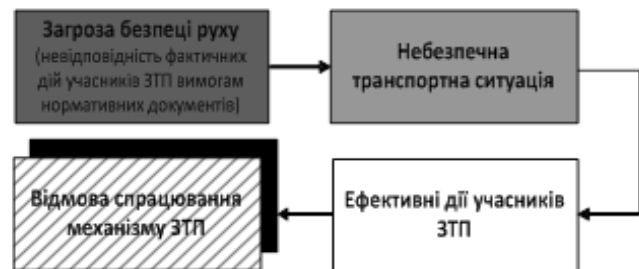 Загроза безпеці руху
(невідповідність фактичних
дій учасників ЗТП вимогам
нормативних документів)
Небезпечна
транспортна ситуація
Відмова спрацювання
механізму ЗТП
Ефективні дії учасників
ЗТП